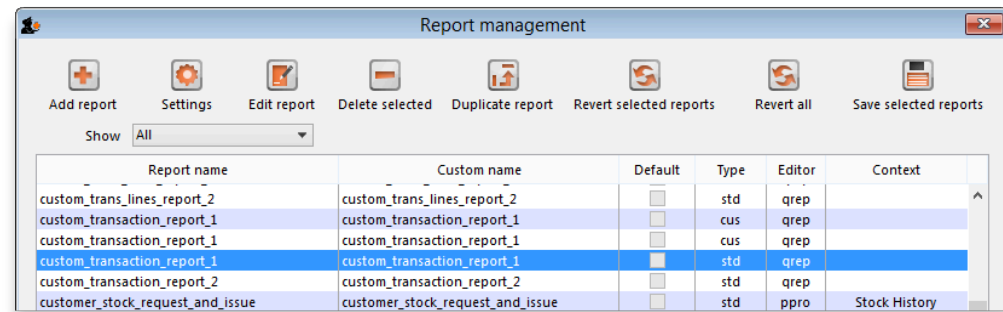 Report management
Add report Settings Edit report Delete selected Duplicate report Revert selected reports Revert all Save selected reports
Show All
Report name Custom name Default Type Editor Context
custom_trans_lines_report_2 custom_trans_lines_report_2 std qrep
custom_transaction_report_1 custom_transaction_report_1 cus qrep
custom_transaction_report_1 custom_transaction_report_1 cus qrep
custom_transaction_report_1 custom_transaction_report_1 std qrep
custom_transaction_report_2 custom_transaction_report_2 std qrep
customer_stock_request_and_issue customer_stock_request_and_issue std ppro Stock History